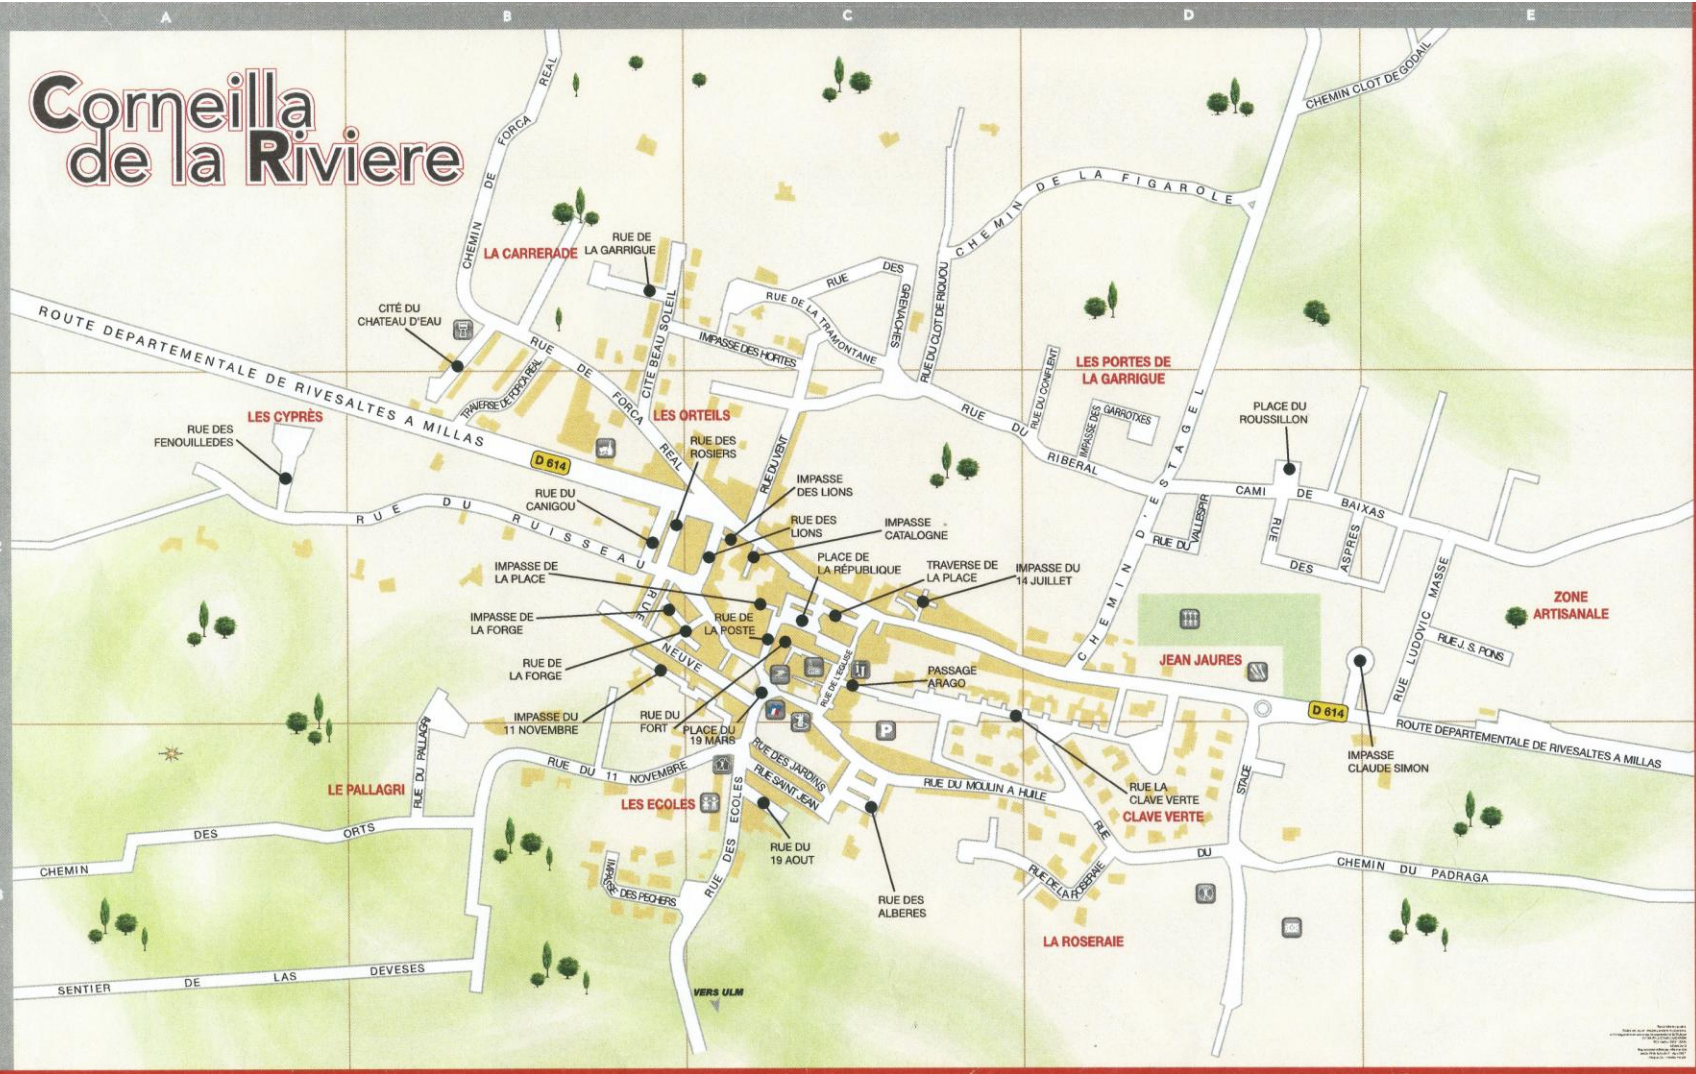 A B C D E
Corneilla
de la Riviere
CHEMIN DE FORCA REAL
CHEMIN CLOT DE GODAIL
CHEMIN DE LA FIGAROLE
LA CARRERADE
RUE DE
LA GARRIGUE
CITÉ DU
CHATEAU D'EAU
ROUTE DEPARTEMENTALE DE RIVESALTES A MILLAS
RUE DE FORCA REAL
TRAVERSE DE FORCA REAL
CITE BEAU SOLEIL
IMPASSE DES HORTES
RUE DE LA TRAMONTANE
RUE DES GRENACHES
RUE DU CLOT DE RIQUOU
RUE DU CONFLENT
LES PORTES DE
LA GARRIGUE
IMPASSE DES GARROTXES
CHEMIN D'ESTAGEL
PLACE DU
ROUSSILLON
LES CYPRÈS
RUE DES
FENOUILLEDES
LES ORTEILS
RUE DES
ROSIERS
D 614
RUE DU VENT
RUE DU RIBERAL
CAMI DE BAIXAS
IMPASSE
DES LIONS
RUE DU
CANIGOU
RUE DES
LIONS
IMPASSE
CATALOGNE
RUE DU RUISSEAU
RUE DU VALLESPIR
RUE DES ASPRES
PLACE DE
LA RÉPUBLIQUE
TRAVERSE DE
LA PLACE
IMPASSE DU
14 JUILLET
IMPASSE DE
LA PLACE
RUE LUDOVIC MASSE
ZONE
ARTISANALE
IMPASSE DE
LA FORGE
RUE DE
LA POSTE
RUE NEUVE
RUE J. S. PONS
JEAN JAURES
RUE DE
LA FORGE
RUE DE L'EGLISE
PASSAGE
ARAGO
IMPASSE DU
11 NOVEMBRE
RUE DU
FORT
PLACE DU
19 MARS
P
D 614
ROUTE DEPARTEMENTALE DE RIVESALTES A MILLAS
IMPASSE
CLAUDE SIMON
RUE DU PALLAGRI
LE PALLAGRI
RUE DU 11 NOVEMBRE
RUE DES JARDINS
RUE SAINT JEAN
LES ECOLES
RUE DES ECOLES
RUE DU MOULIN A HUILE
RUE LA
CLAVE VERTE
CLAVE VERTE
RUE DU STADE
CHEMIN DES ORTS
RUE DU
19 AOUT
IMPASSE DES PECHERS
RUE DE LA ROSERAIE
CHEMIN DU PADRAGA
RUE DES
ALBERES
LA ROSERAIE
SENTIER DE LAS DEVESES
VERS ULM